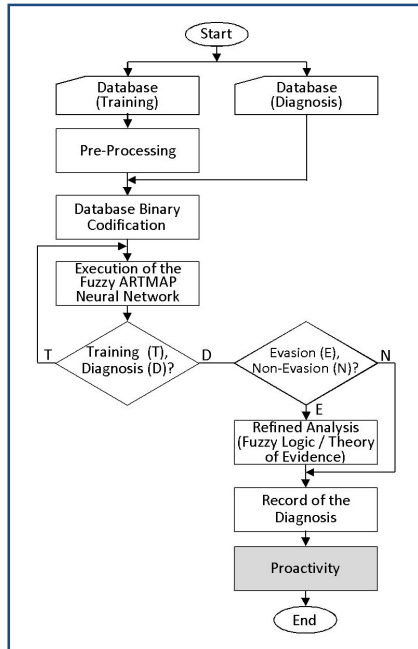 Start
Database
(Training)
Database
(Diagnosis)
Pre-Processing
Database Binary
Codification
Execution of the
Fuzzy ARTMAP
Neural Network
T
Training (T),
Diagnosis (D)?
D
Evasion (E),
Non-Evasion (N)?
N
E
Refined Analysis
(Fuzzy Logic / Theory
of Evidence)
Record of the
Diagnosis
Proactivity
End